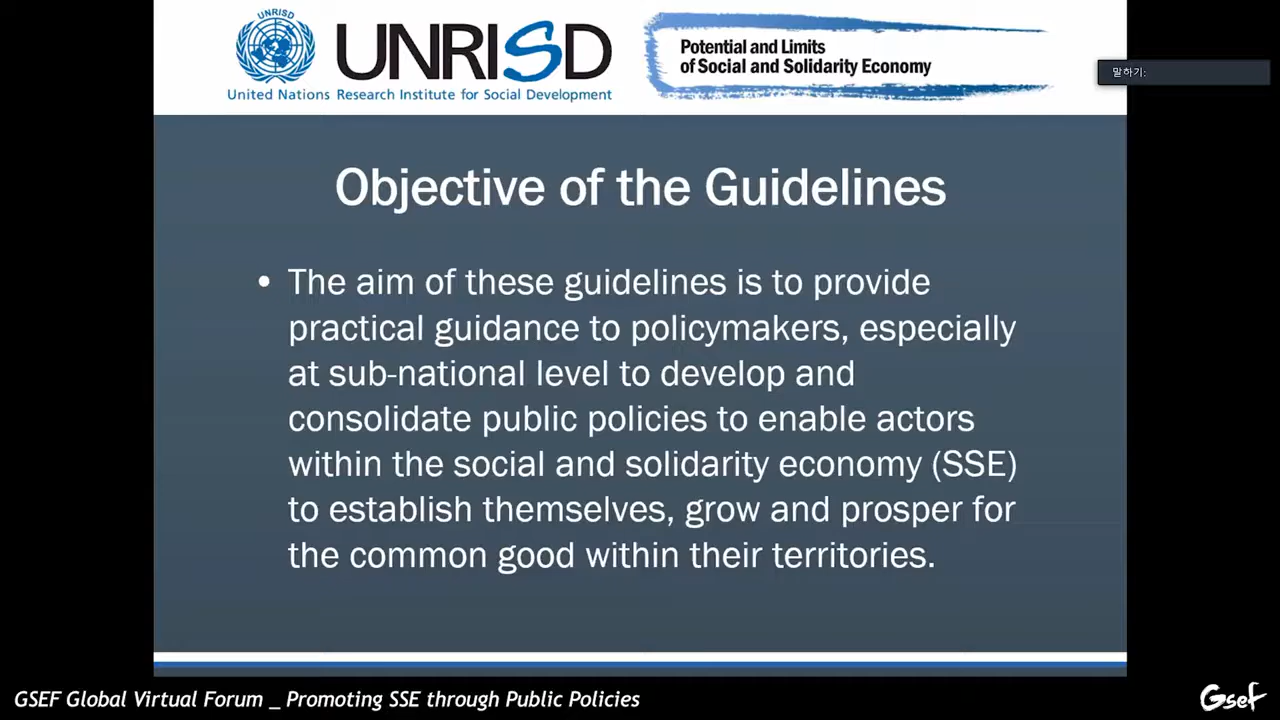 UNRISD
UNRISD
United Nations Research Institute for Social Development
Potential and Limits
of Social and Solidarity Economy
말하기:
Objective of the Guidelines
• The aim of these guidelines is to provide
practical guidance to policymakers, especially
at sub-national level to develop and
consolidate public policies to enable actors
within the social and solidarity economy (SSE)
to establish themselves, grow and prosper for
the common good within their territories.
GSEF Global Virtual Forum _ Promoting SSE through Public Policies
Gsef